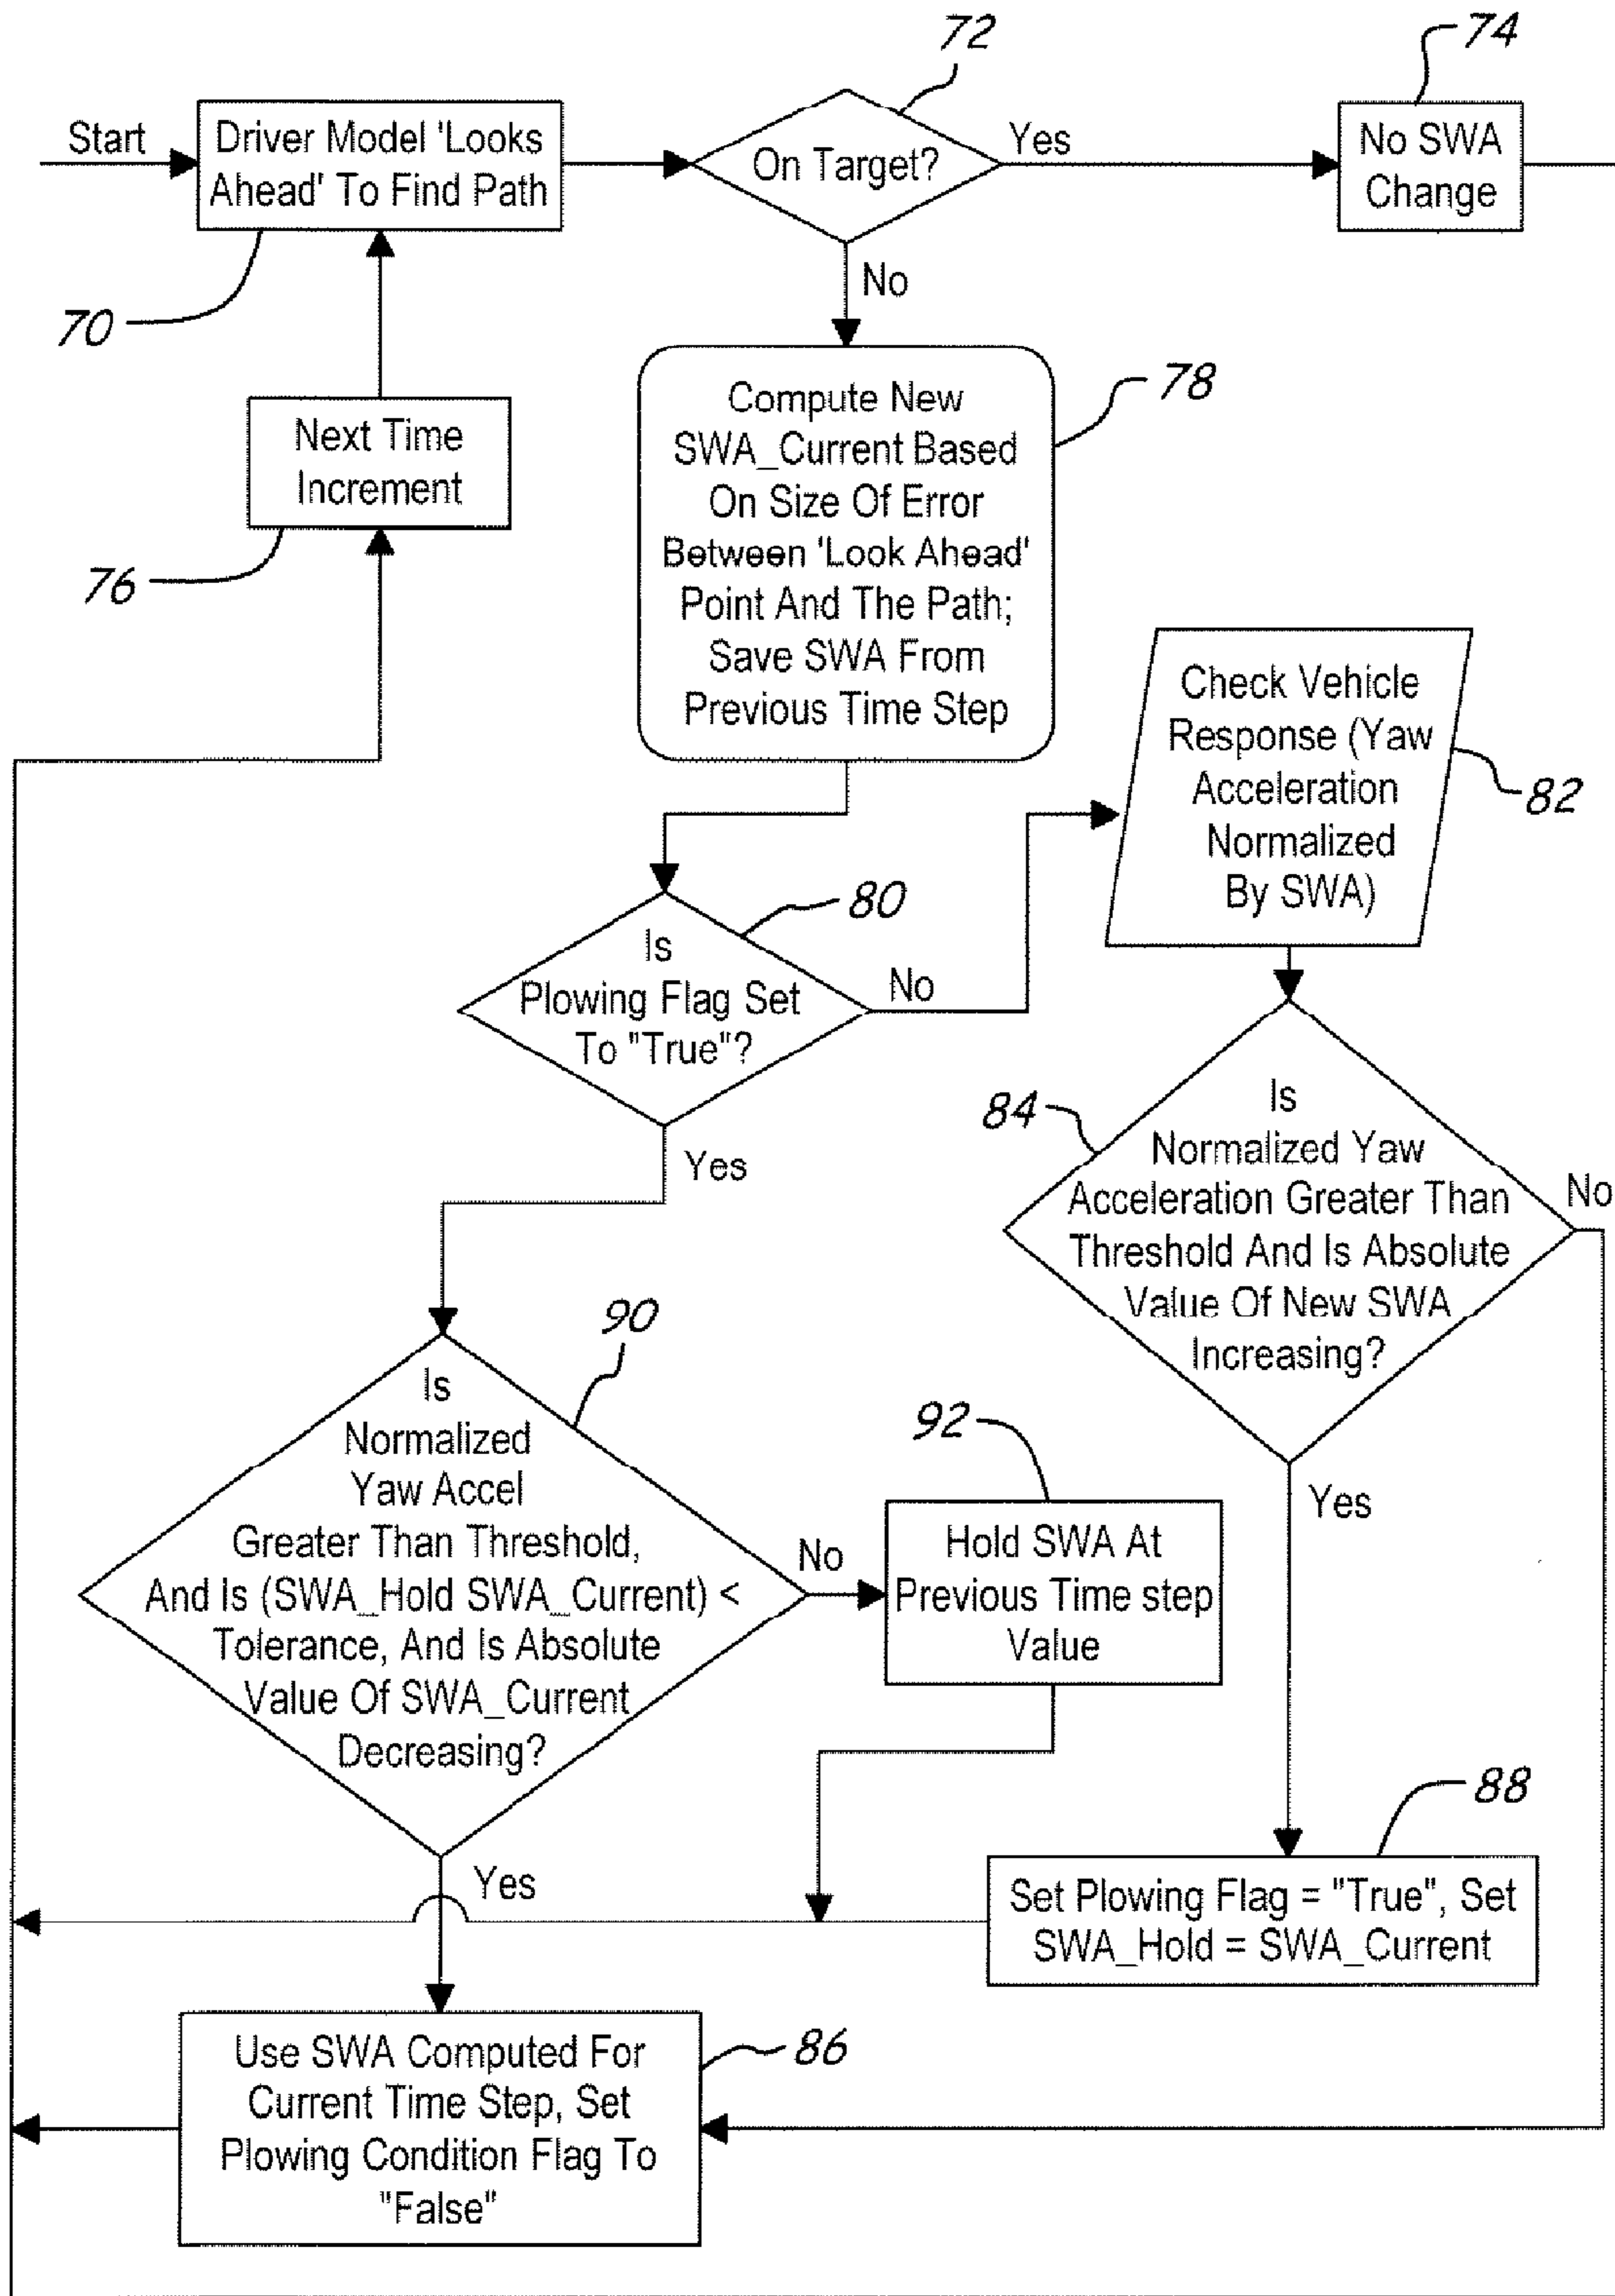 72
74
Start
Driver Model 'Looks
Ahead' To Find Path
On Target?
Yes
No SWA
Change
70
No
Next Time
Increment
76
Compute New
SWA_Current Based
On Size Of Error
Between 'Look Ahead'
Point And The Path;
Save SWA From
Previous Time Step
78
Check Vehicle
Response (Yaw
Acceleration
Normalized
By SWA)
82
80
Is
Plowing Flag Set
To "True"?
No
Yes
84
Is
Normalized Yaw
Acceleration Greater Than
Threshold And Is Absolute
Value Of New SWA
Increasing?
No
Yes
90
Is
Normalized
Yaw Accel
Greater Than Threshold,
And Is (SWA_Hold SWA_Current) <
Tolerance, And Is Absolute
Value Of SWA_Current
Decreasing?
No
92
Hold SWA At
Previous Time step
Value
Yes
88
Set Plowing Flag = "True", Set
SWA_Hold = SWA_Current
86
Use SWA Computed For
Current Time Step, Set
Plowing Condition Flag To
"False"